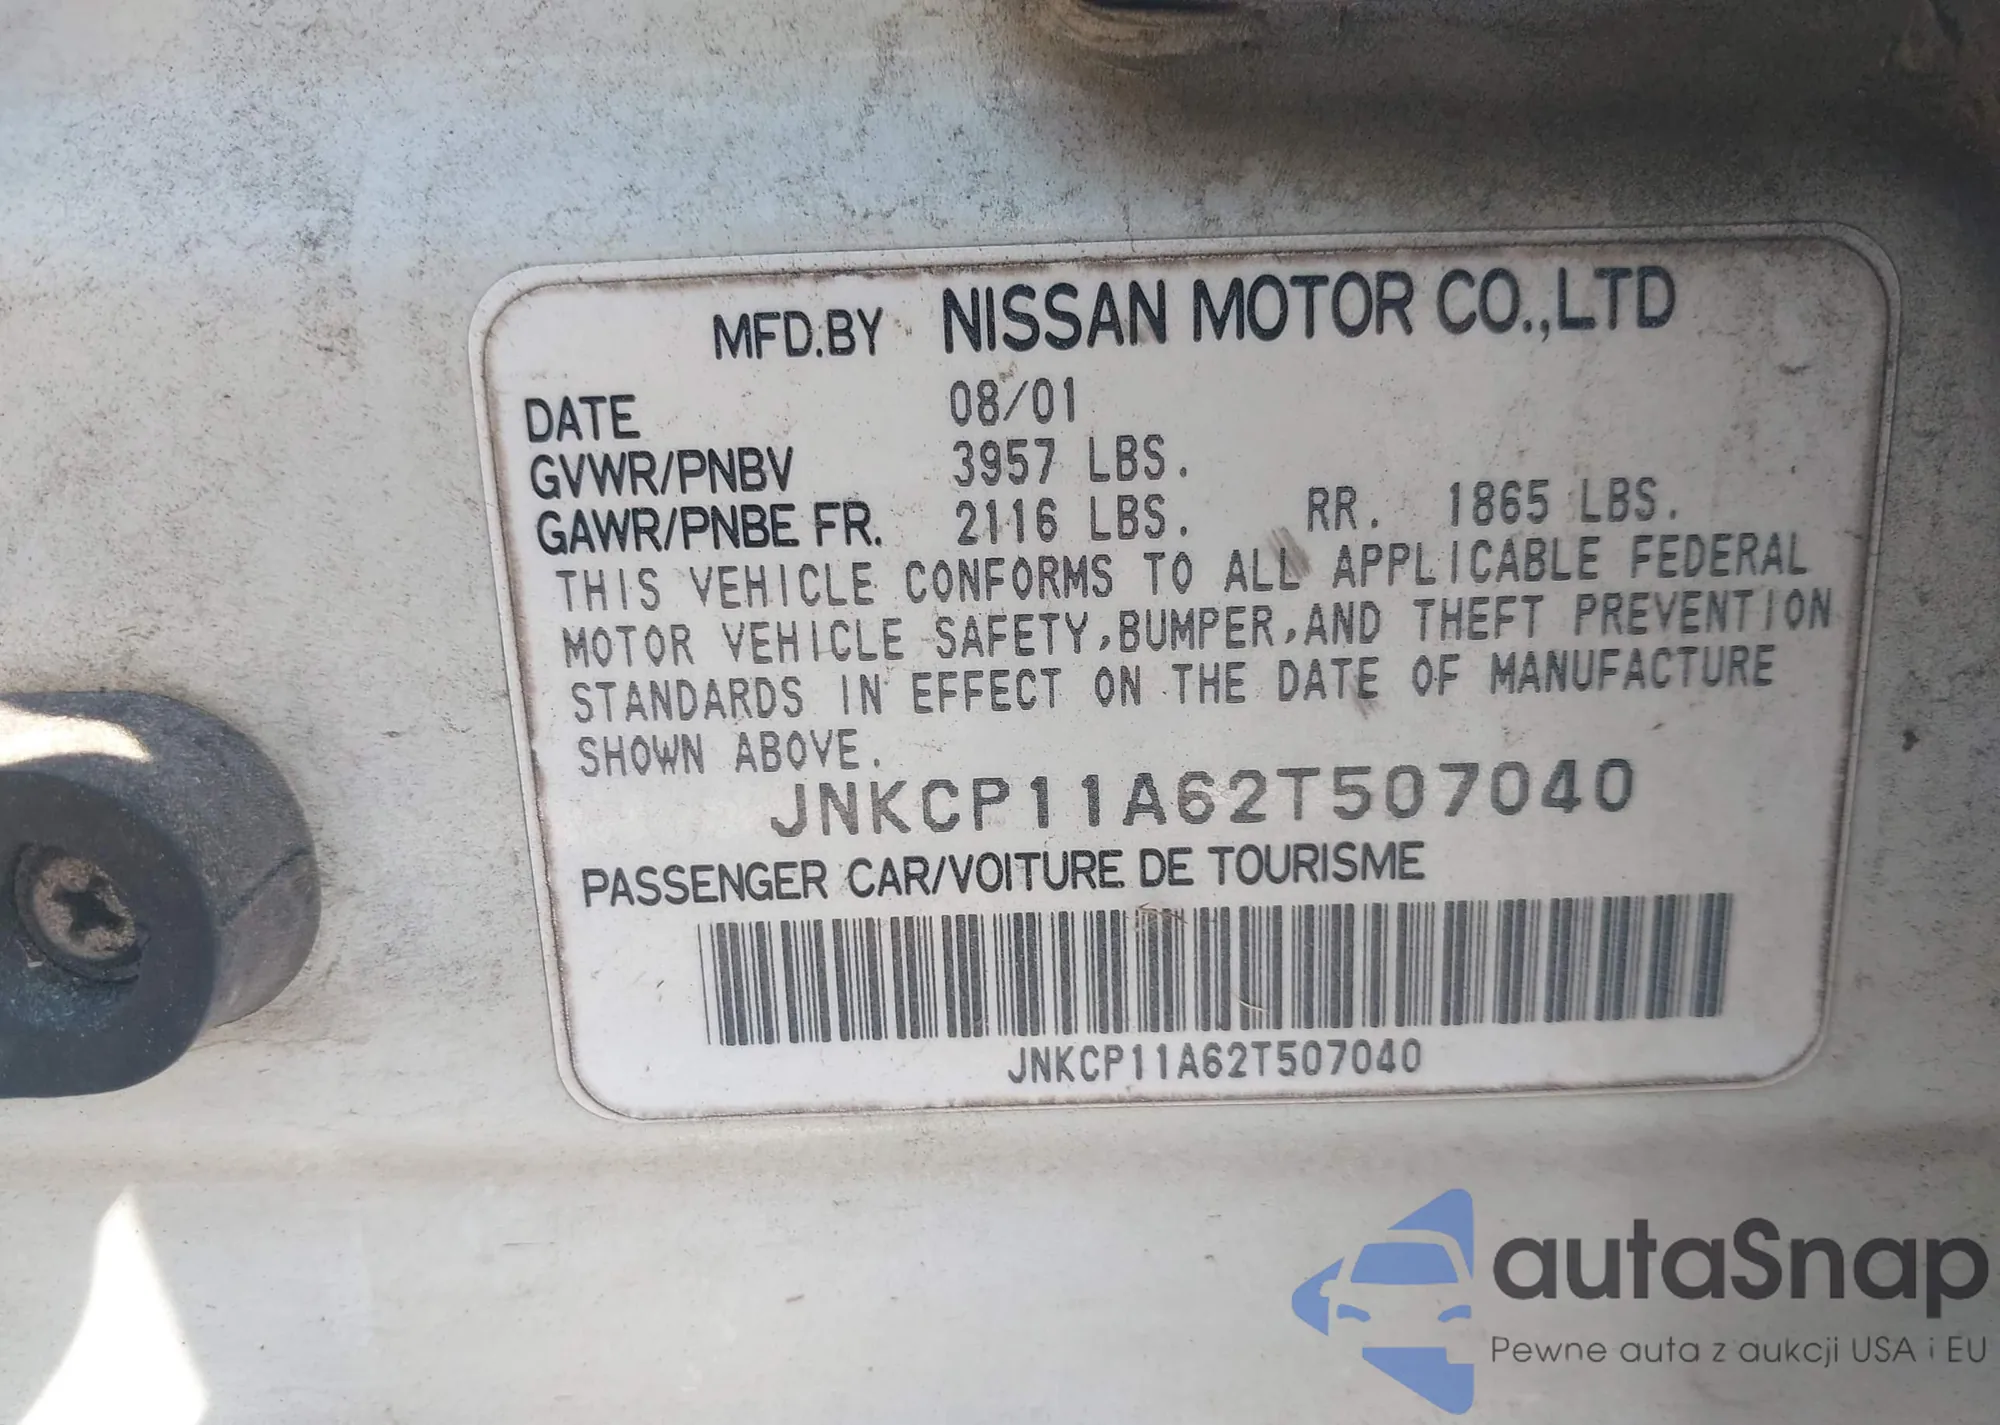 MFD.BY NISSAN MOTOR CO.,LTD
DATE 08/01
GVWR/PNBV 3957 LBS.
GAWR/PNBE FR. 2116 LBS. RR. 1865 LBS.
THIS VEHICLE CONFORMS TO ALL APPLICABLE FEDERAL
MOTOR VEHICLE SAFETY,BUMPER,AND THEFT PREVENTION
STANDARDS IN EFFECT ON THE DATE OF MANUFACTURE
SHOWN ABOVE.
JNKCP11A62T507040
PASSENGER CAR/VOITURE DE TOURISME
JNKCP11A62T507040
autaSnap
Pewne auta z aukcji USA i EU